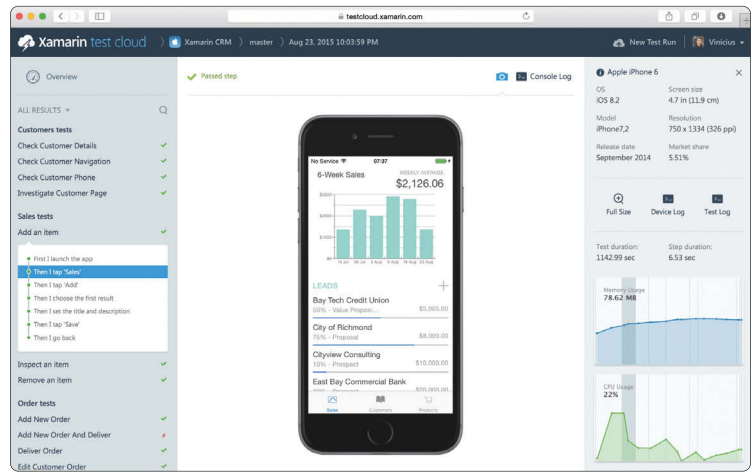 testcloud.xamarin.com
Xamarin test cloud
Xamarin CRM
master
Aug 23, 2015 10:03:59 PM
New Test Run
Vinicius
Overview
ALL RESULTS
Customers tests
Check Customer Details
Check Customer Navigation
Check Customer Phone
Investigate Customer Page
Sales tests
Add an item
First I launch the app
Then I tap 'Sales'
Then I tap 'Add'
Then I choose the first result
Then I set the title and description
Then I tap 'Save'
Then I go back
Inspect an item
Remove an item
Order tests
Add New Order
Add New Order And Deliver
Deliver Order
Edit Customer Order
Passed step
Console Log
No Service
07:37
6-Week Sales
WEEKLY AVERAGE
$2,126.06
LEADS
Bay Tech Credit Union
50% - Value Proposi...
$5,005.00
City of Richmond
75% - Proposal
$8,000.00
Cityview Consulting
10% - Prospect
$10,000.00
East Bay Commercial Bank
$20,000.00
Sales
Customers
Products
Apple iPhone 6
OS
Screen size
iOS 8.2
4.7 in (11.9 cm)
Model
Resolution
iPhone7,2
750 x 1334 (326 ppi)
Release date
Market share
September 2014
5.51%
Full Size
Device Log
Test Log
Test duration:
Step duration:
1142.99 sec
6.53 sec
Memory Usage
78.62 MB
CPU Usage
22%